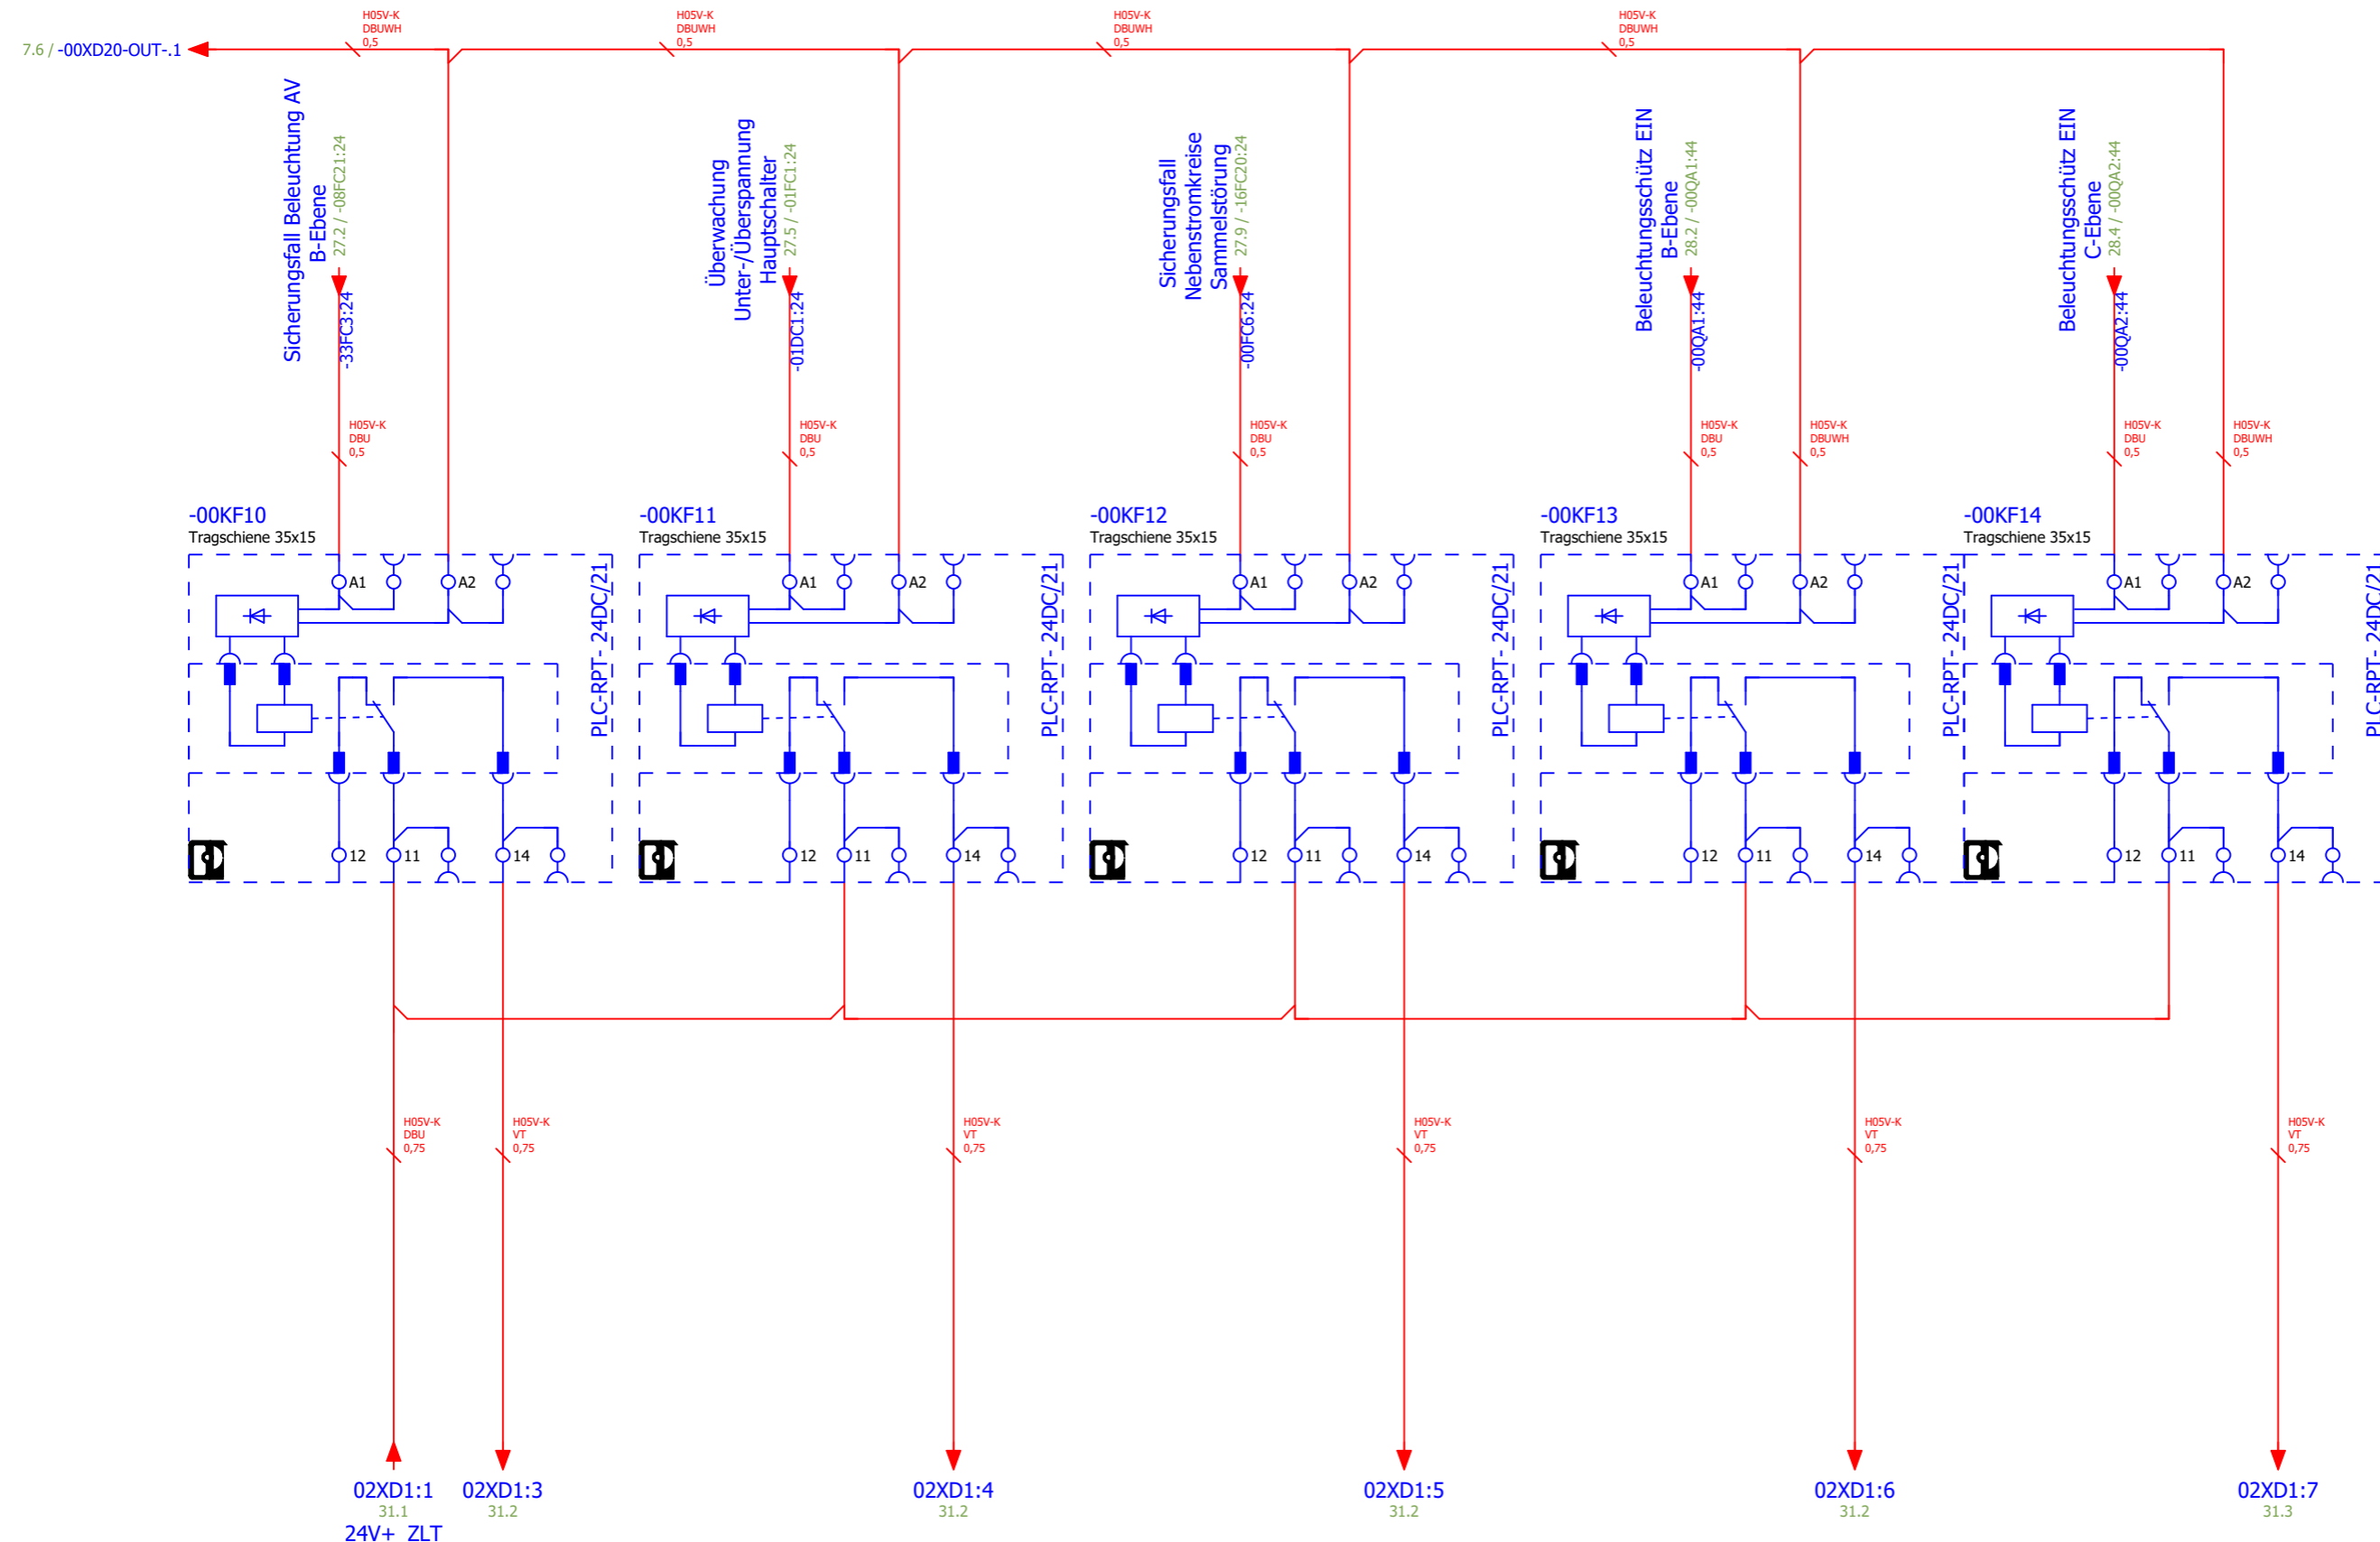 H05V-K
DBUWH
0,5
H05V-K
DBUWH
0,5
H05V-K
DBUWH
0,5
H05V-K
DBUWH
0,5
7.6 / -00XD20-OUT-.1
Sicherungsfall Beleuchtung AV
B-Ebene
27.2 / -08FC21:24
-33FC3:24
Überwachung
Unter-/Überspannung
Hauptschalter
27.5 / -01FC1:24
-01DC1:24
Sicherungsfall
Nebenstromkreise
Sammelstörung
27.9 / -16FC20:24
-00FC6:24
Beleuchtungsschütz EIN
B-Ebene
28.2 / -00QA1:44
-00QA1:44
Beleuchtungsschütz EIN
C-Ebene
28.4 / -00QA2:44
-00QA2:44
H05V-K
DBU
0,5
H05V-K
DBU
0,5
H05V-K
DBU
0,5
H05V-K
DBU
0,5
H05V-K
DBUWH
0,5
H05V-K
DBU
0,5
H05V-K
DBUWH
0,5
-00KF10
Tragschiene 35x15
-00KF11
Tragschiene 35x15
-00KF12
Tragschiene 35x15
-00KF13
Tragschiene 35x15
-00KF14
Tragschiene 35x15
A1
A2
PLC-RPT- 24DC/21
A1
A2
PLC-RPT- 24DC/21
A1
A2
PLC-RPT- 24DC/21
A1
A2
PLC-RPT- 24DC/21
A1
A2
PLC-RPT- 24DC/21
12
11
14
12
11
14
12
11
14
12
11
14
12
11
14
H05V-K
DBU
0,75
H05V-K
VT
0,75
H05V-K
VT
0,75
H05V-K
VT
0,75
H05V-K
VT
0,75
H05V-K
VT
0,75
02XD1:1
31.1
24V+ ZLT
02XD1:3
31.2
02XD1:4
31.2
02XD1:5
31.2
02XD1:6
31.2
02XD1:7
31.3